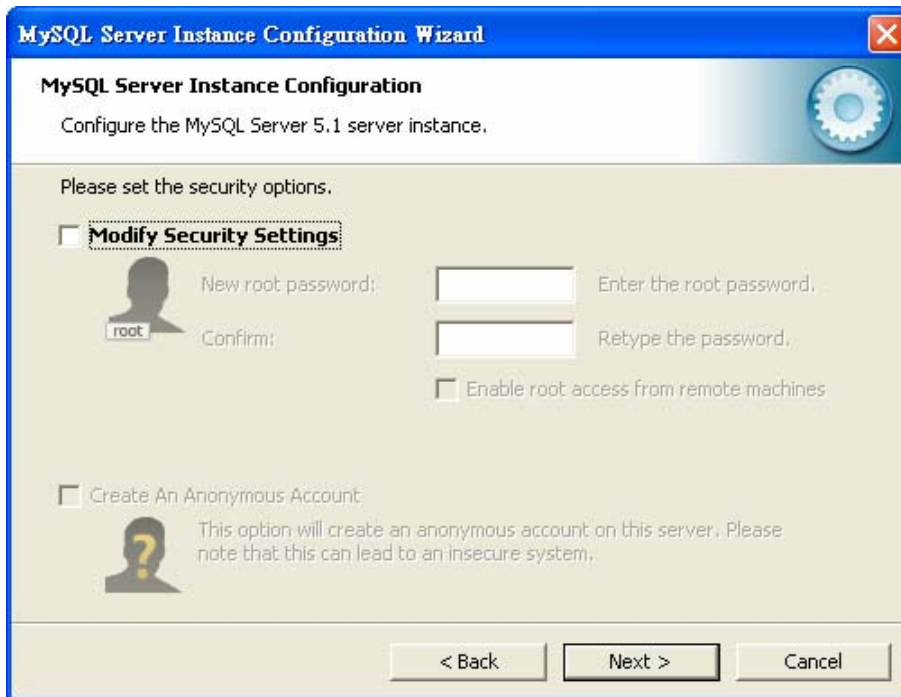 MySQL Server Instance Configuration Wizard
MySQL Server Instance Configuration
Configure the MySQL Server 5.1 server instance.
Please set the security options.
Modify Security Settings
root
New root password:
Enter the root password.
Confirm:
Retype the password.
Enable root access from remote machines
Create An Anonymous Account
?
This option will create an anonymous account on this server. Please
note that this can lead to an insecure system.
< Back
Next >
Cancel